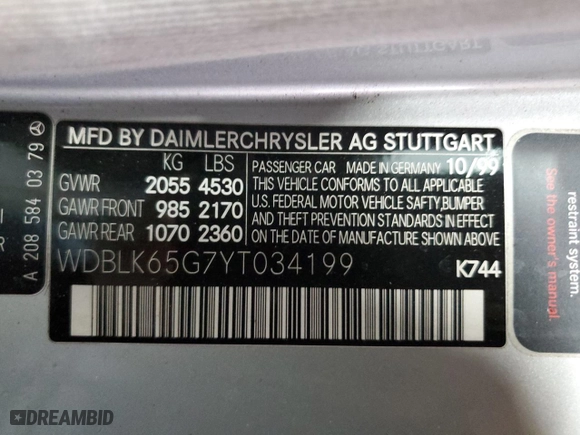 MFD BY DAIMLERCHRYSLER AG STUTTGART
KG LBS
GVWR 2055 4530
GAWR FRONT 985 2170
GAWR REAR 1070 2360
PASSENGER CAR MADE IN GERMANY 10/99
THIS VEHICLE CONFORMS TO ALL APPLICABLE
U.S. FEDERAL MOTOR VEHICLE SAFETY,BUMPER
AND THEFT PREVENTION STANDARDS IN EFFECT
ON THE DATE OF MANUFACTURE SHOWN ABOVE.
WDBLK65G7YT034199
K744
A 208 584 03 79
restraint system.
See the owner's manual.
DREAMBID